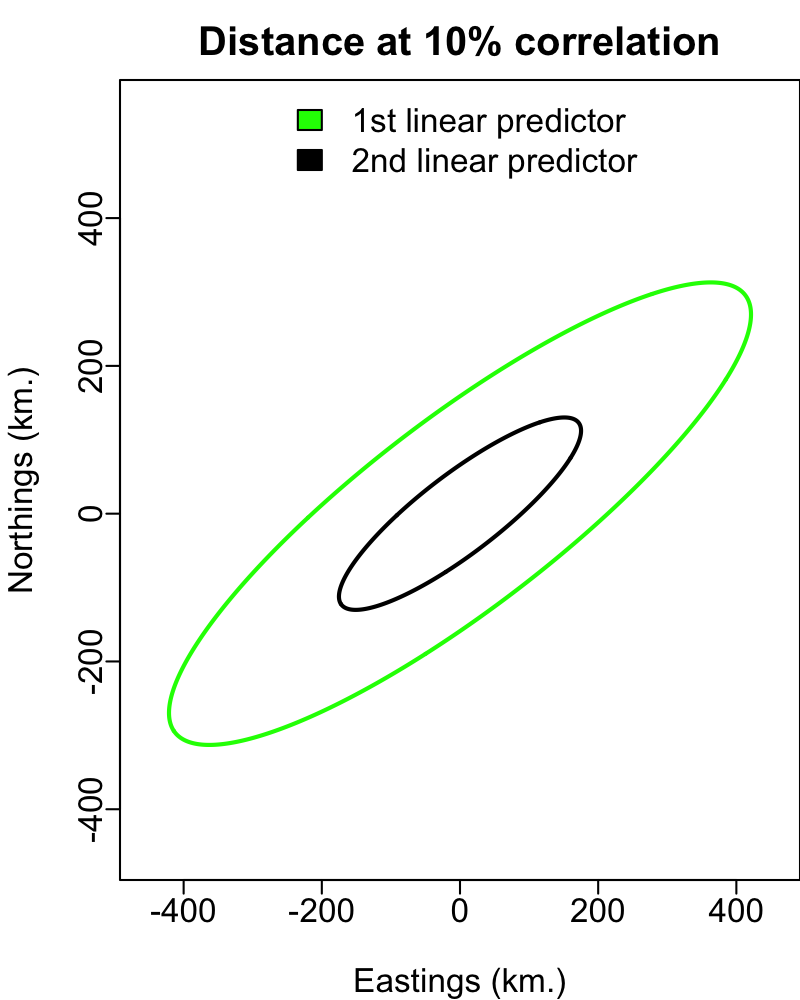 Distance at 10% correlation
1st linear predictor
2nd linear predictor
Northings (km.)
400
200
0
-200
-400
-400 -200 0 200 400
Eastings (km.)